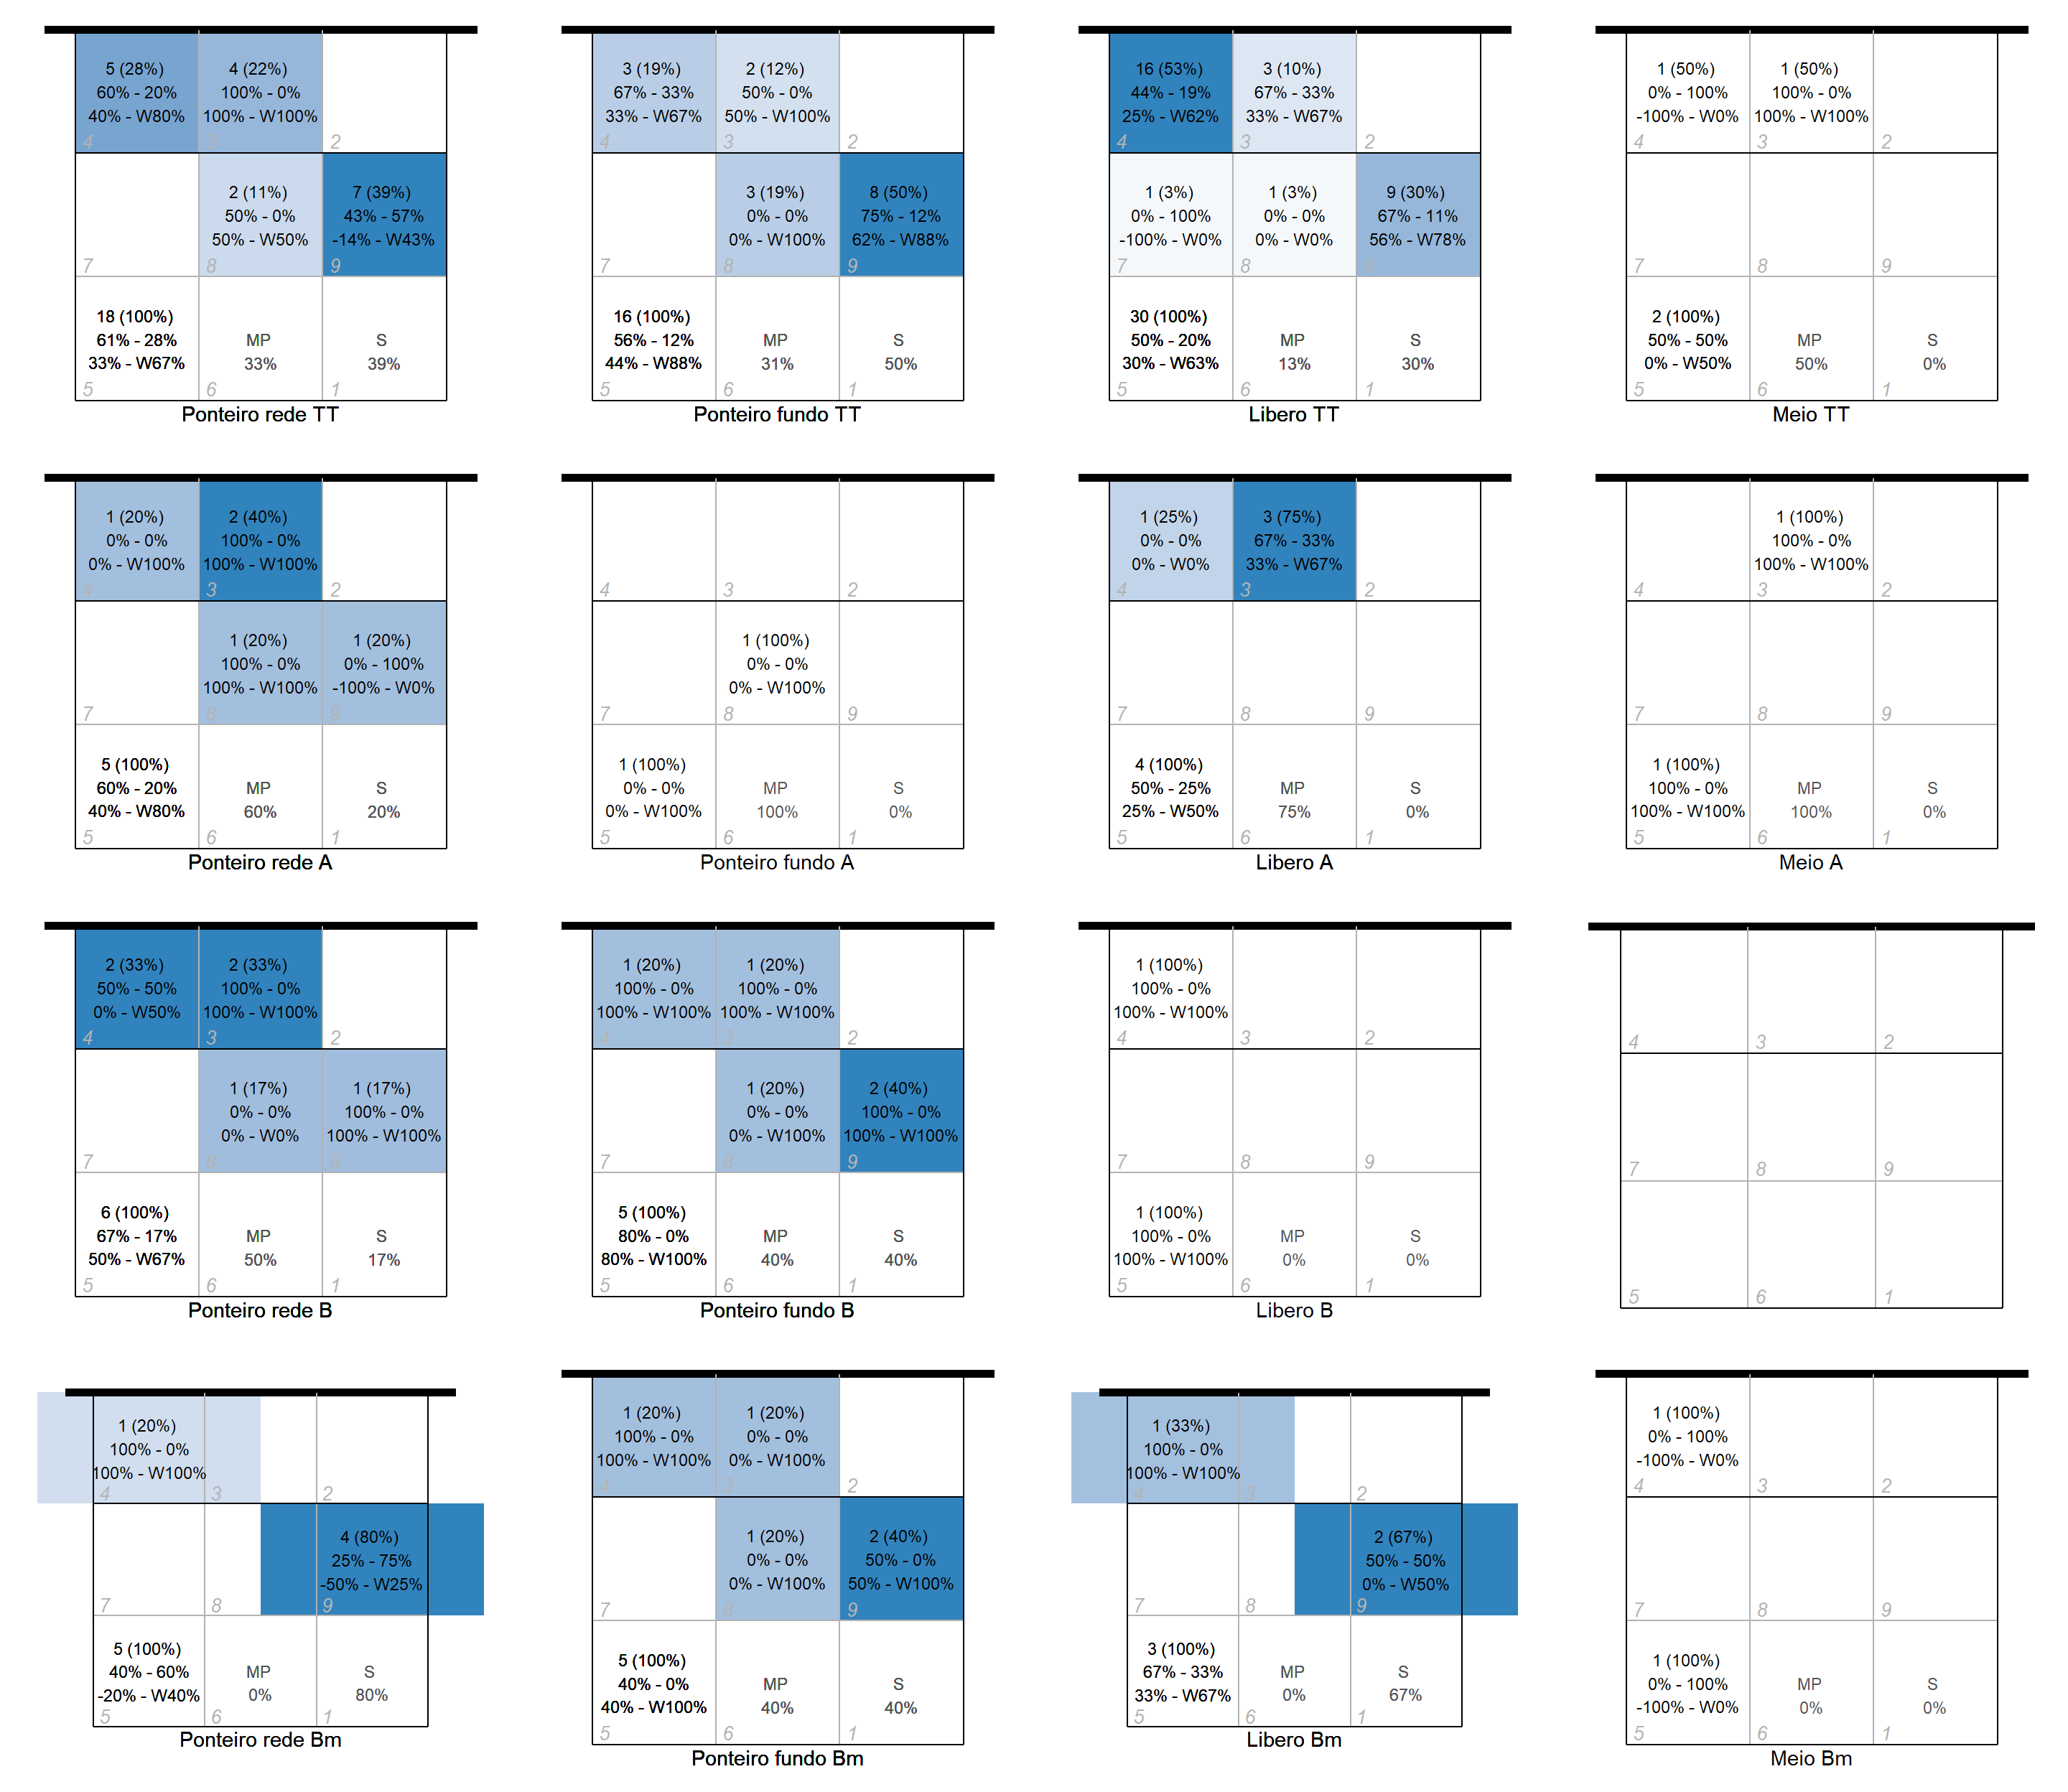 5 (28%)
60% - 20%
40% - W80%
4
4 (22%)
100% - 0%
100% - W100%
2
7
2 (11%)
50% - 0%
50% - W50%
8
7 (39%)
43% - 57%
-14% - W43%
9
18 (100%)
61% - 28%
33% - W67%
5
MP
33%
6
S
39%
1
Ponteiro rede TT
3 (19%)
67% - 33%
33% - W67%
4
2 (12%)
50% - 0%
50% - W100%
3
2
7
3 (19%)
0% - 0%
0% - W100%
8
8 (50%)
75% - 12%
62% - W88%
9
16 (100%)
56% - 12%
44% - W88%
5
MP
31%
6
S
50%
1
Ponteiro fundo TT
16 (53%)
44% - 19%
25% - W62%
4
3 (10%)
67% - 33%
33% - W67%
3
2
1 (3%)
0% - 100%
-100% - W0%
7
1 (3%)
0% - 0%
0% - W0%
8
9 (30%)
67% - 11%
56% - W78%
30 (100%)
50% - 20%
30% - W63%
5
MP
13%
6
S
30%
1
Libero TT
1 (50%)
0% - 100%
-100% - W0%
4
1 (50%)
100% - 0%
100% - W100%
3
2
7
8
9
2 (100%)
50% - 50%
0% - W50%
5
MP
50%
6
S
0%
1
Meio TT
1 (20%)
0% - 0%
0% - W100%
4
2 (40%)
100% - 0%
100% - W100%
3
2
7
1 (20%)
100% - 0%
100% - W100%
8
1 (20%)
0% - 100%
-100% - W0%
9
5 (100%)
60% - 20%
40% - W80%
5
MP
60%
6
S
20%
1
Ponteiro rede A
4
3
2
7
1 (100%)
0% - 0%
0% - W100%
8
9
1 (100%)
0% - 0%
0% - W100%
5
MP
100%
6
S
0%
1
Ponteiro fundo A
1 (25%)
0% - 0%
0% - W0%
4
3 (75%)
67% - 33%
33% - W67%
3
2
7
8
9
4 (100%)
50% - 25%
25% - W50%
5
MP
75%
6
S
0%
1
Libero A
4
1 (100%)
100% - 0%
100% - W100%
3
2
7
8
9
1 (100%)
100% - 0%
100% - W100%
5
MP
100%
6
S
0%
1
Meio A
2 (33%)
50% - 50%
0% - W50%
4
2 (33%)
100% - 0%
100% - W100%
3
2
7
1 (17%)
0% - 0%
0% - W0%
8
1 (17%)
100% - 0%
100% - W100%
9
6 (100%)
67% - 17%
50% - W67%
5
MP
50%
6
S
17%
1
Ponteiro rede B
1 (20%)
100% - 0%
100% - W100%
4
1 (20%)
100% - 0%
100% - W100%
3
2
7
1 (20%)
0% - 0%
0% - W100%
8
2 (40%)
100% - 0%
100% - W100%
9
5 (100%)
80% - 0%
80% - W100%
5
MP
40%
6
S
40%
1
Ponteiro fundo B
1 (100%)
100% - 0%
100% - W100%
4
3
2
7
8
9
1 (100%)
100% - 0%
100% - W100%
5
MP
0%
6
S
0%
1
Libero B
4
3
2
7
8
9
5
6
1
1 (20%)
100% - 0%
100% - W100%
4
3
2
7
8
4 (80%)
25% - 75%
-50% - W25%
9
5 (100%)
40% - 60%
-20% - W40%
5
MP
0%
6
S
80%
1
Ponteiro rede Bm
1 (20%)
100% - 0%
100% - W100%
4
1 (20%)
0% - 0%
0% - W100%
3
2
7
1 (20%)
0% - 0%
0% - W100%
8
2 (40%)
50% - 0%
50% - W100%
9
5 (100%)
40% - 0%
40% - W100%
5
MP
40%
6
S
40%
1
Ponteiro fundo Bm
1 (33%)
100% - 0%
100% - W100%
4
3
2
7
8
2 (67%)
50% - 50%
0% - W50%
9
3 (100%)
67% - 33%
33% - W67%
5
MP
0%
6
S
67%
1
Libero Bm
1 (100%)
0% - 100%
-100% - W0%
4
3
2
7
8
9
1 (100%)
0% - 100%
-100% - W0%
5
MP
0%
6
S
0%
1
Meio Bm